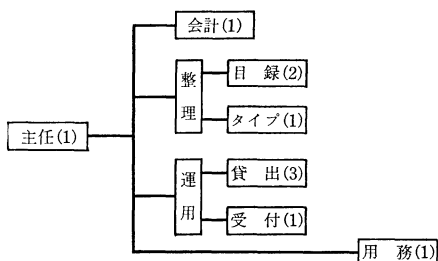 会計(1)
整理
目録(2)
タイプ(1)
主任(1)
運用
貸出(3)
受付(1)
用務(1)